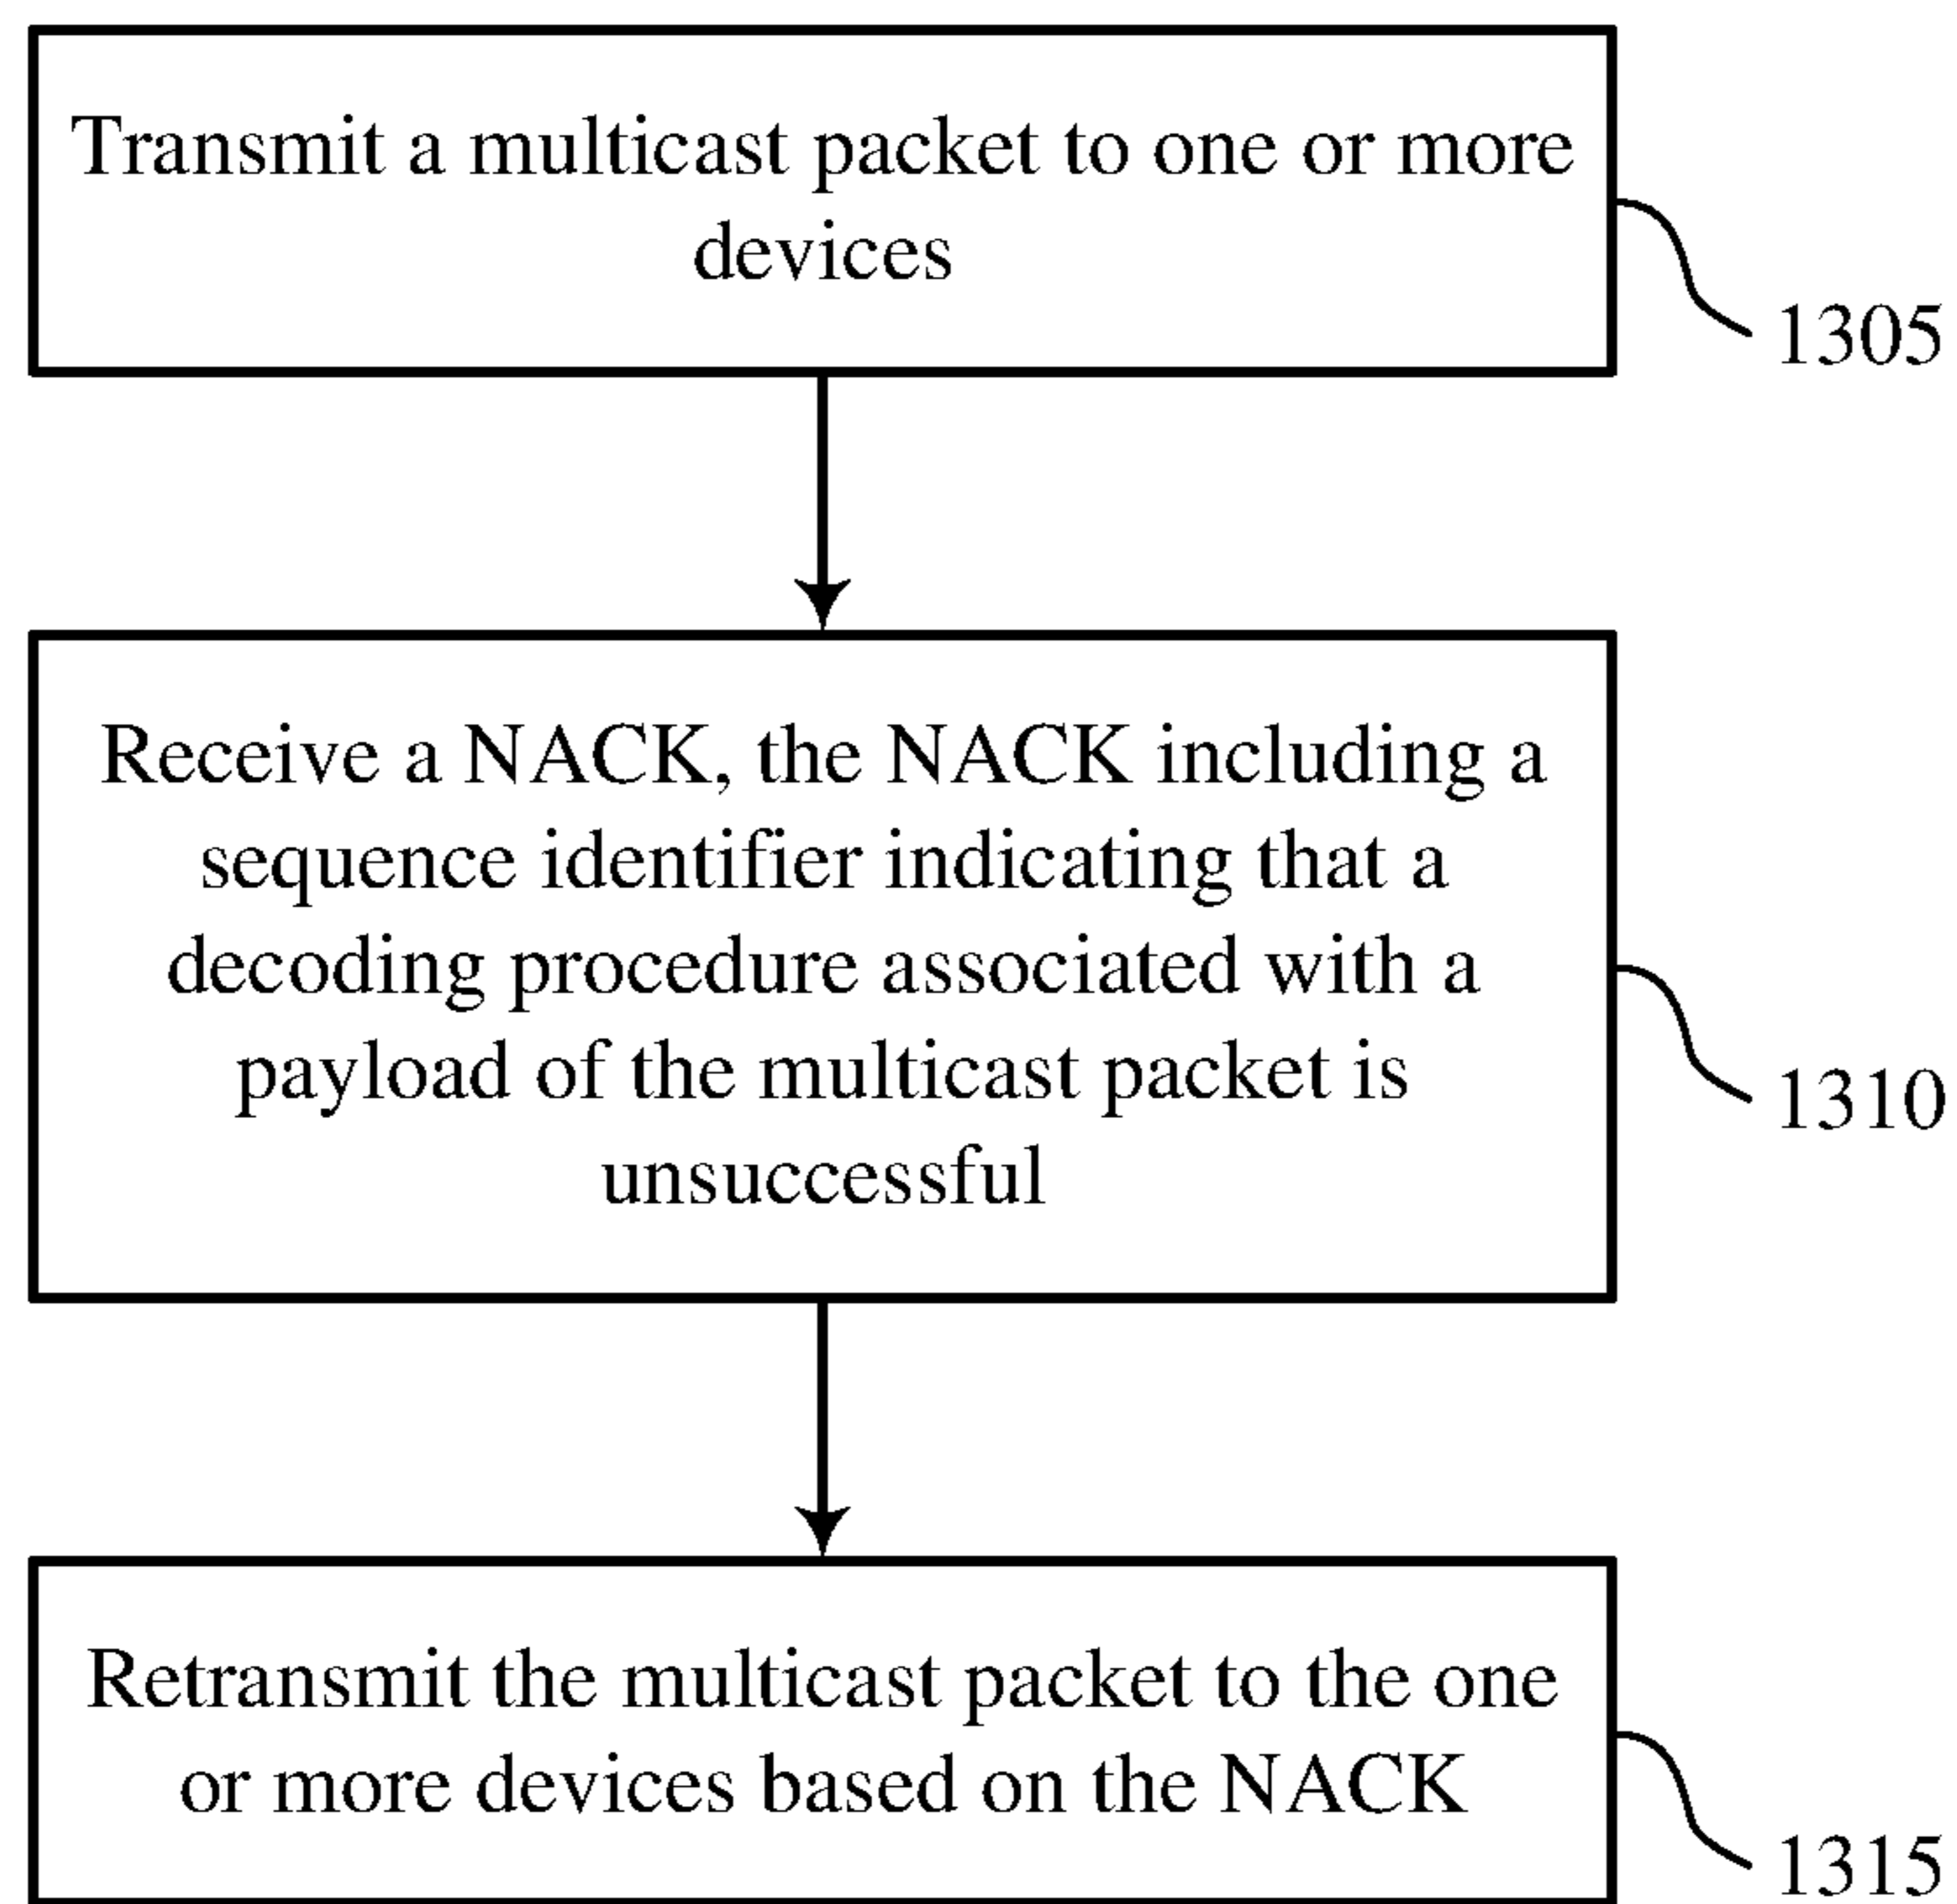 Transmit a multicast packet to one or more
devices
1305
Receive a NACK, the NACK including a
sequence identifier indicating that a
decoding procedure associated with a
payload of the multicast packet is
unsuccessful
1310
Retransmit the multicast packet to the one
or more devices based on the NACK
1315